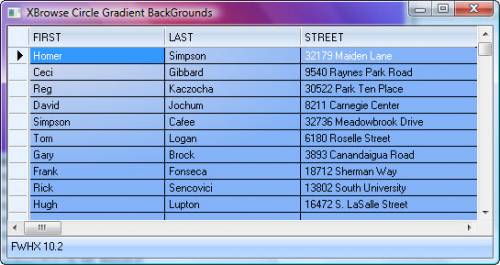 XBrowse Circle Gradient BackGrounds
FIRST LAST STREET
Homer Simpson 32179 Maiden Lane
Ceci Gibbard 9540 Raynes Park Road
Reg Kaczocha 30522 Park Ten Place
David Jochum 8211 Carnegie Center
Simpson Cafee 32736 Meadowbrook Drive
Tom Logan 6180 Roselle Street
Gary Brock 3893 Canandaigua Road
Frank Fonseca 18712 Sherman Way
Rick Sencovici 13802 South University
Hugh Lupton 16472 S. LaSalle Street
FWHX 10.2